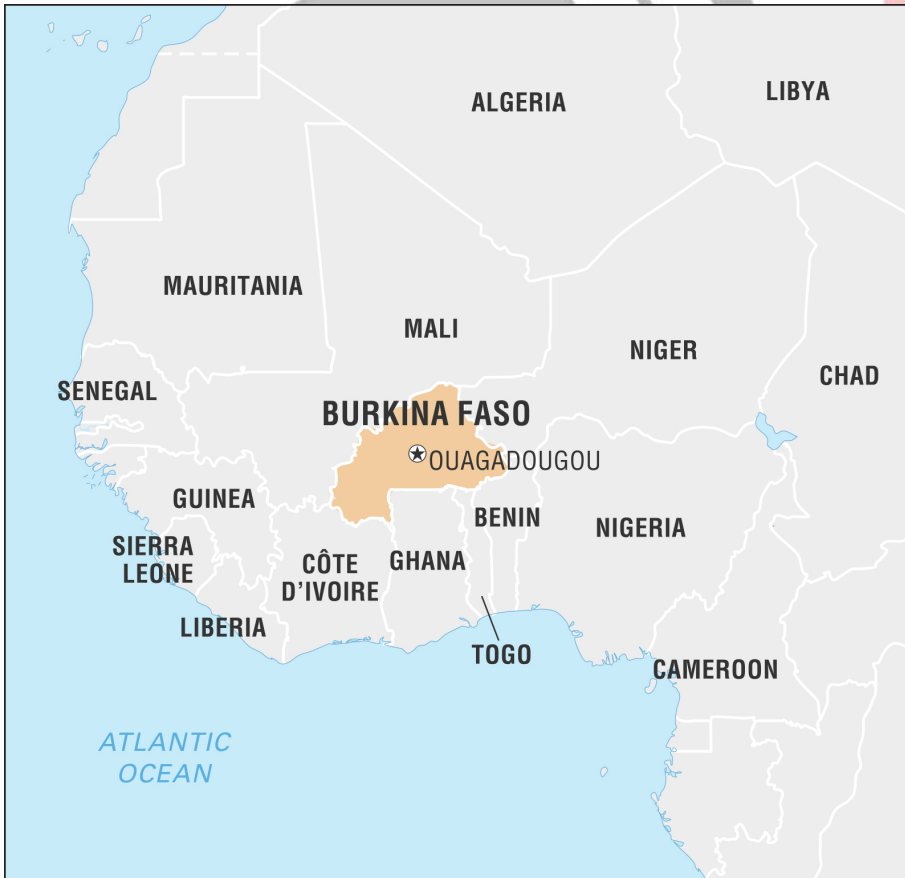 LIBYA
ALGERIA
MAURITANIA
MALI
NIGER
CHAD
SENEGAL
BURKINA FASO
OUAGADOUGOU
GUINEA
BENIN
NIGERIA
SIERRA
LEONE
CÔTE
D'IVOIRE
GHANA
LIBERIA
TOGO
CAMEROON
ATLANTIC
OCEAN